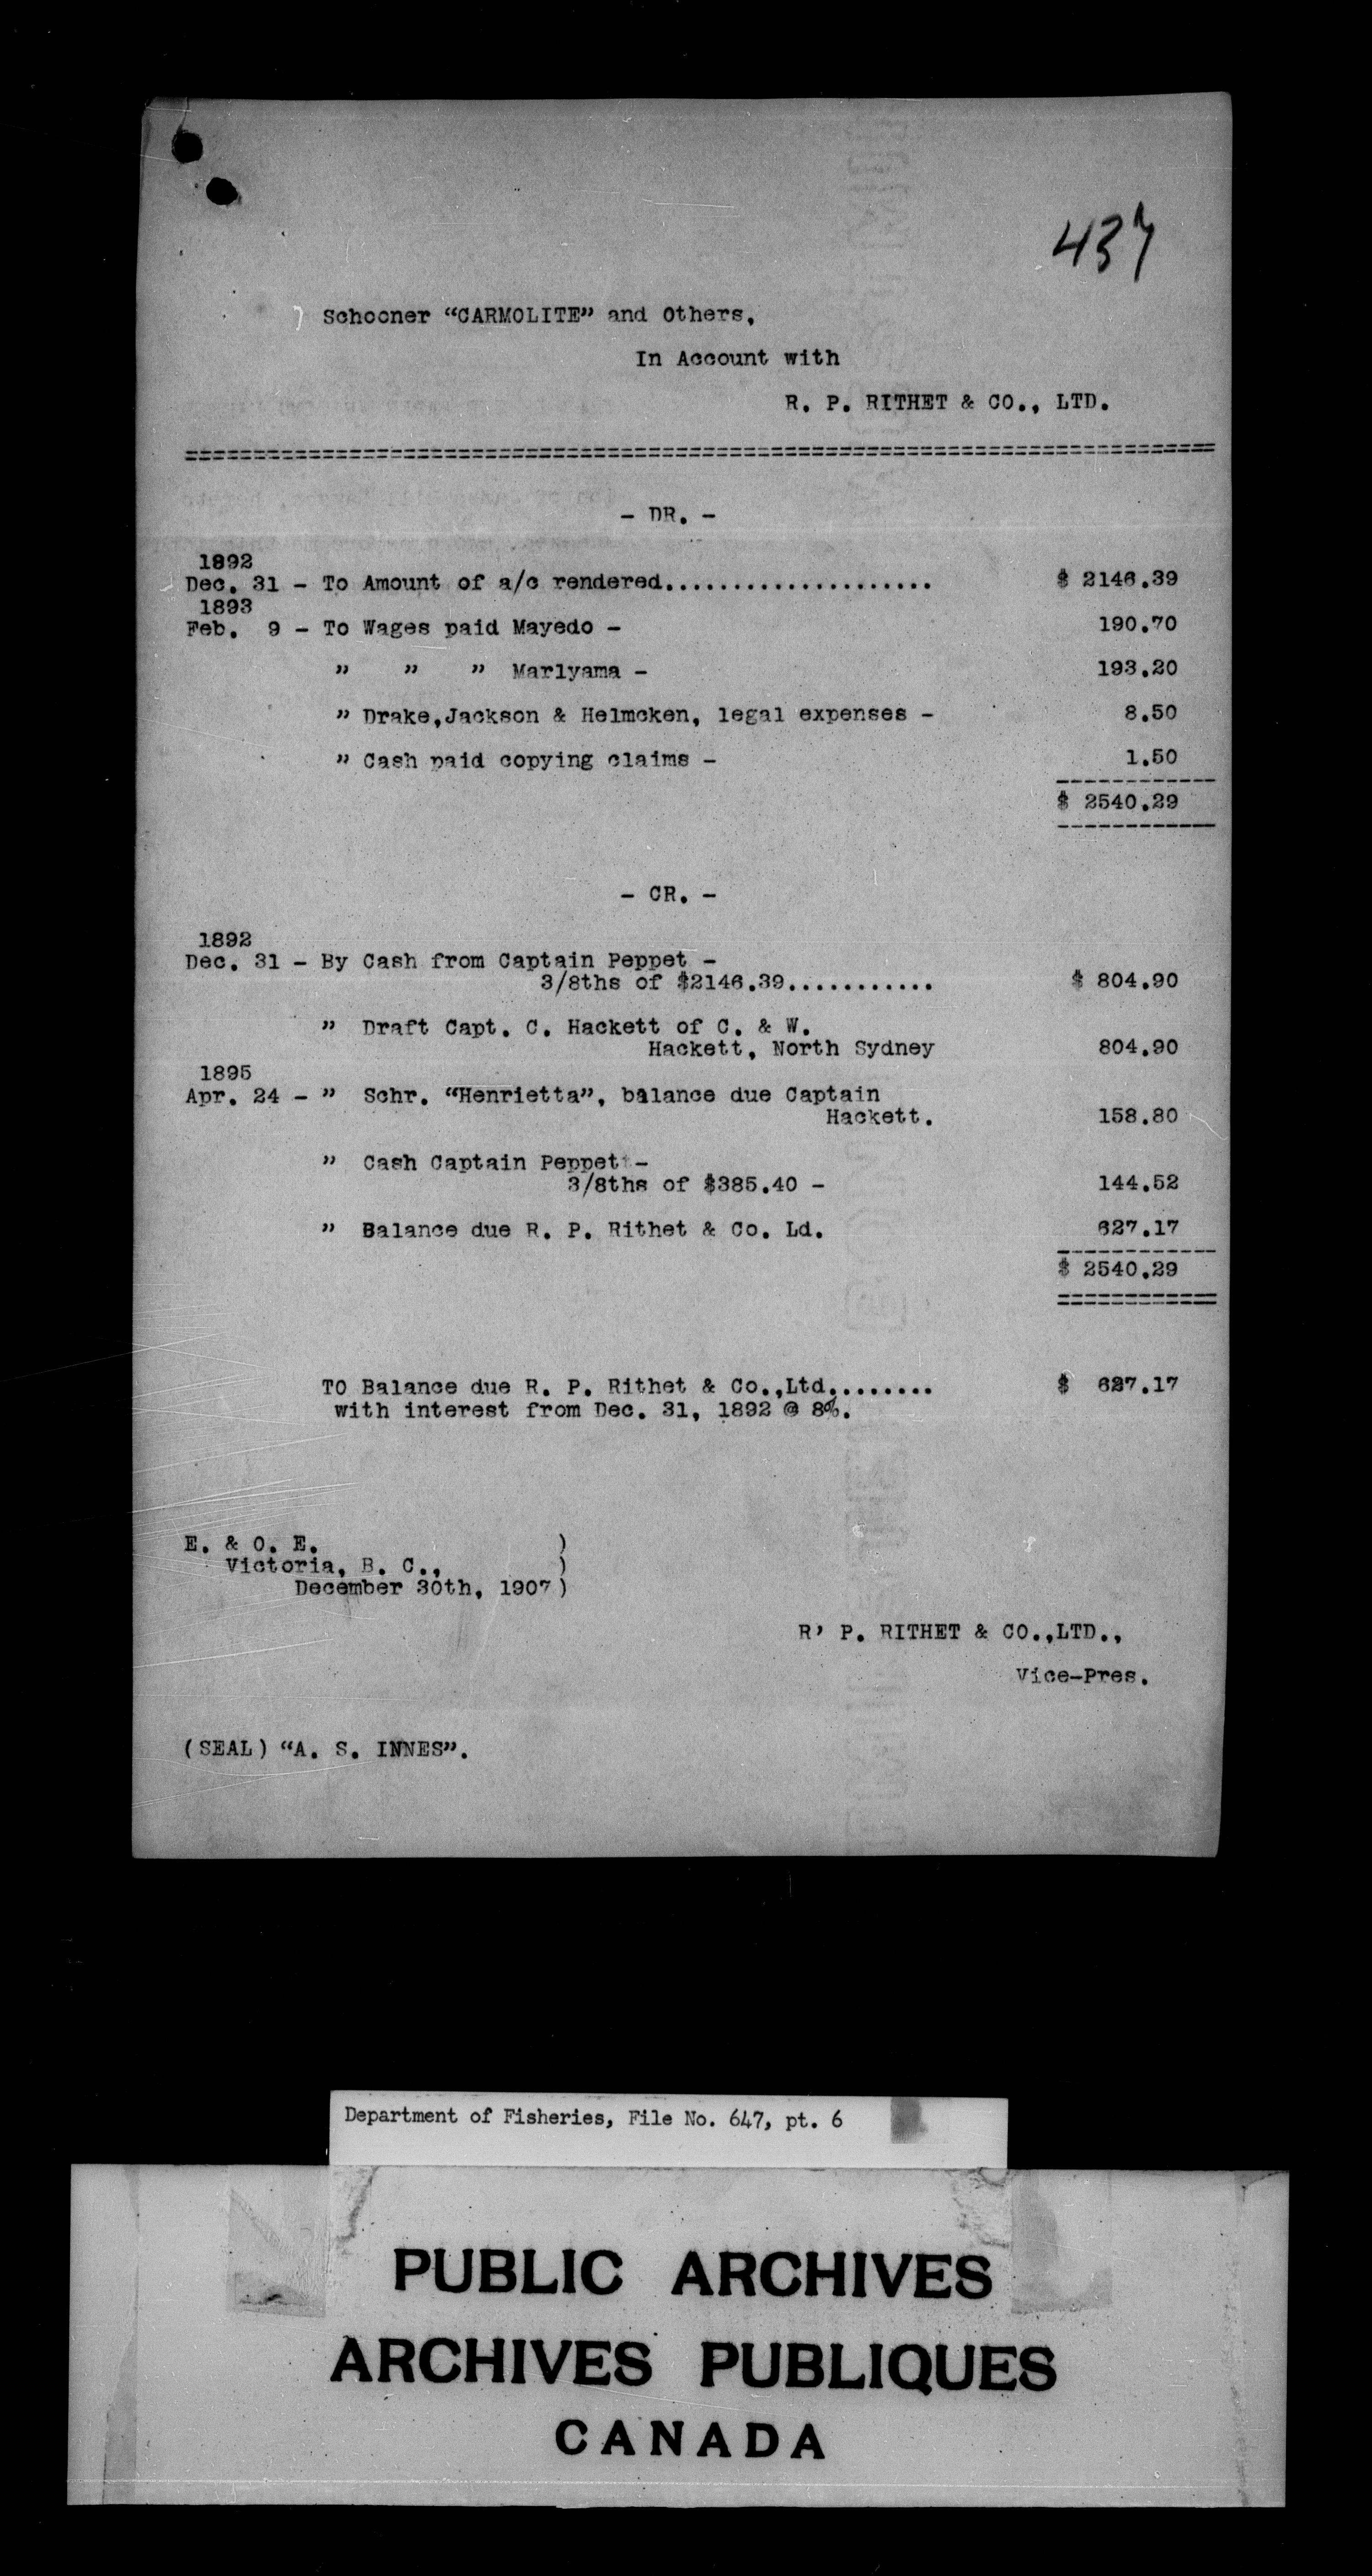 437
Schooner “CARMOLITE” and Others,
In Account with
R. P. RITHET & CO., LTD.
- DR. -
1892
Dec. 31 - To Amount of a/c rendered.................... $ 2146.39
1893
Feb. 9 - To Wages paid Mayedo - 190.70
” ” ” Marlyama - 193.20
” Drake,Jackson & Helmcken, legal expenses - 8.50
” Cash paid copying claims - 1.50
$ 2540.29
- CR. -
1892
Dec. 31 - By Cash from Captain Peppet -
3/8ths of $2146.39........... $ 804.90
” Draft Capt. C. Hackett of C. & W.
Hackett, North Sydney 804.90
1895
Apr. 24 - ” Schr. “Henrietta”, balance due Captain
Hackett. 158.80
” Cash Captain Peppet -
3/8ths of $385.40 - 144.52
” Balance due R. P. Rithet & Co. Ld. 627.17
$ 2540.29
TO Balance due R. P. Rithet & Co.,Ltd........ $ 627.17
with interest from Dec. 31, 1892 @ 8%.
E. & O. E. )
Victoria, B. C., )
December 30th, 1907)
R’ P. RITHET & CO.,LTD.,
Vice-Pres.
(SEAL) “A. S. INNES”.
Department of Fisheries, File No. 647, pt. 6
PUBLIC ARCHIVES
ARCHIVES PUBLIQUES
CANADA